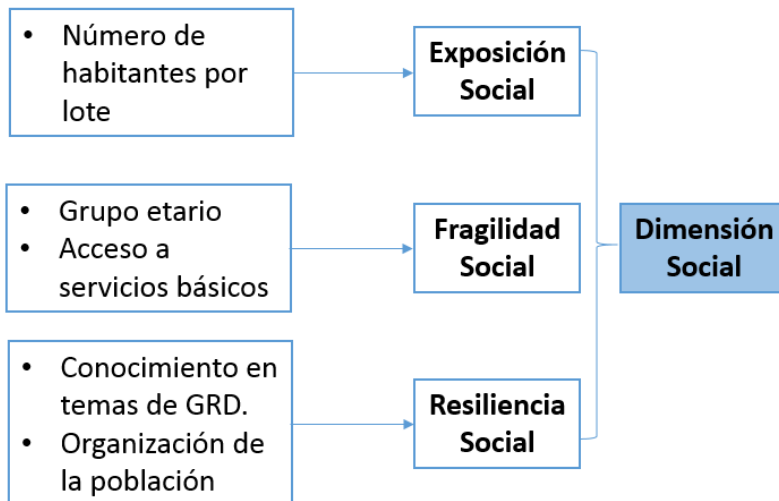 • Número de
habitantes por
lote
Exposición
Social
• Grupo etario
• Acceso a
servicios básicos
Fragilidad
Social
Dimensión
Social
• Conocimiento en
temas de GRD.
• Organización de
la población
Resiliencia
Social